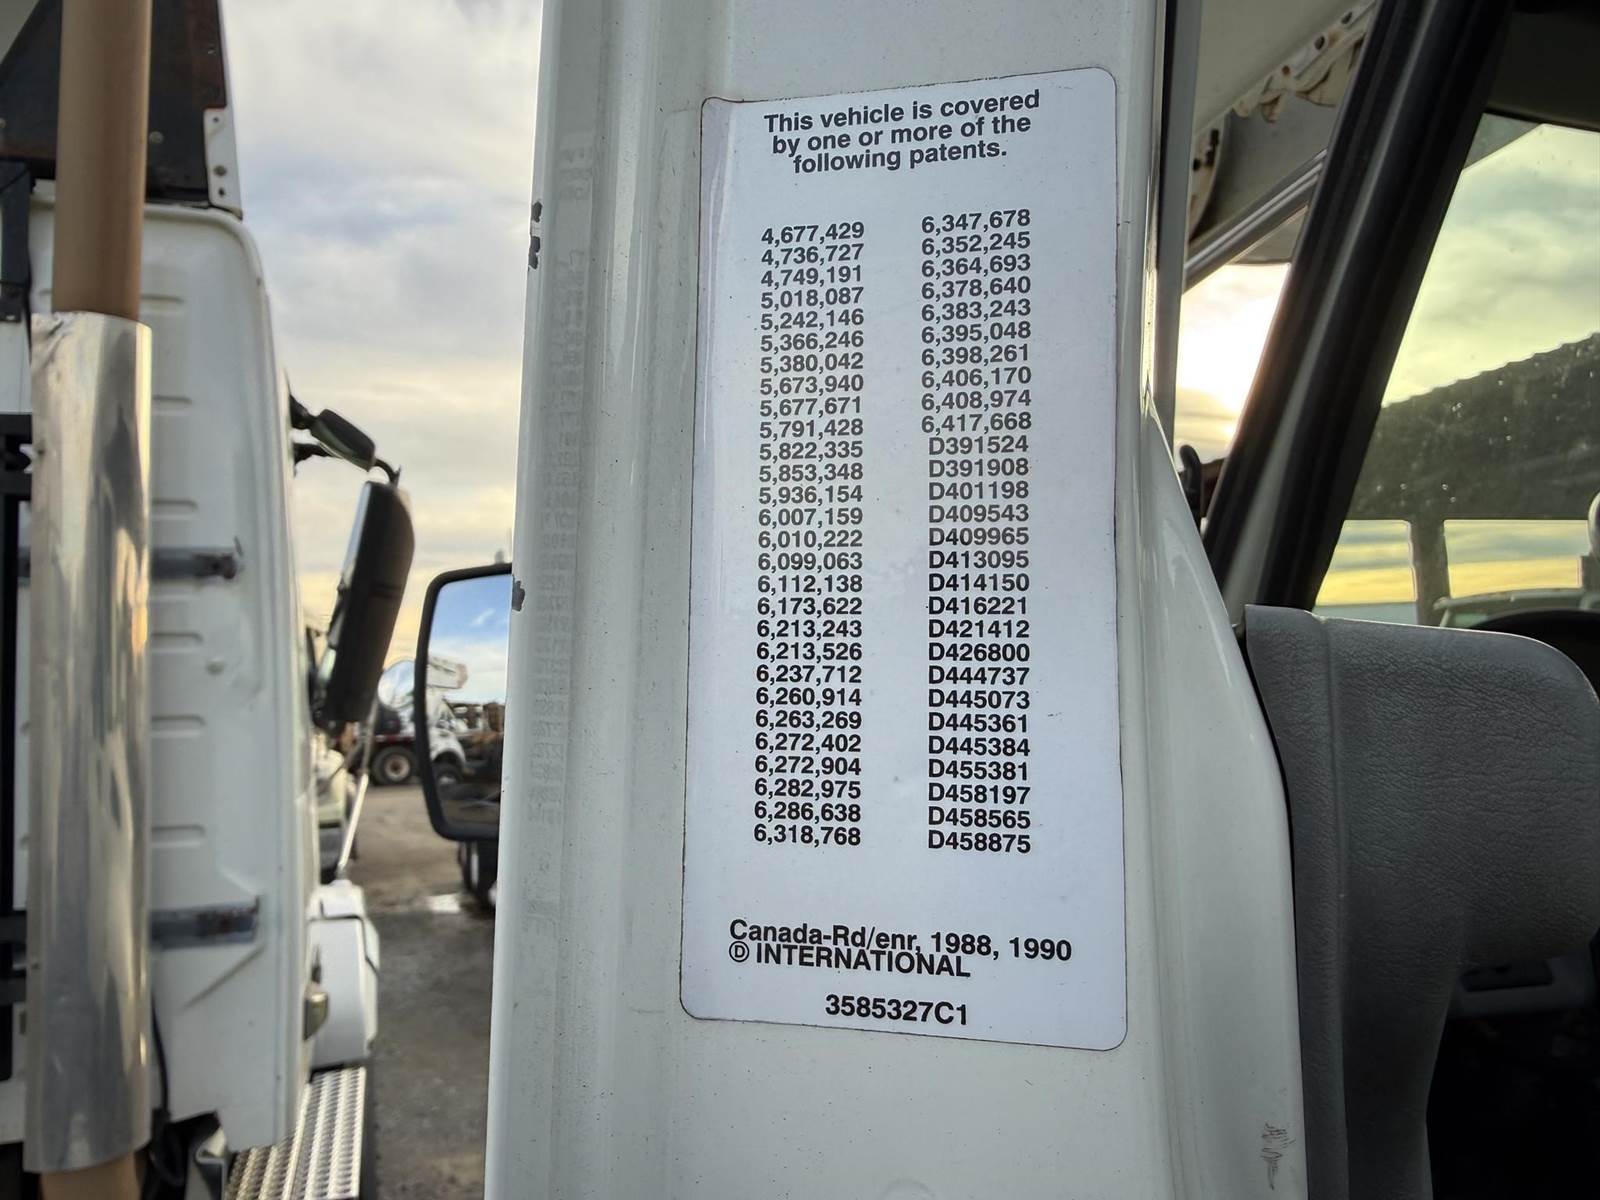 This vehicle is covered
by one or more of the
following patents.
4,677,429
4,736,727
4,749,191
5,018,087
5,242,146
5,366,246
5,380,042
5,673,940
5,677,671
5,791,428
5,822,335
5,853,348
5,936,154
6,007,159
6,010,222
6,099,063
6,112,138
6,173,622
6,213,243
6,213,526
6,237,712
6,260,914
6,263,269
6,272,402
6,272,904
6,282,975
6,286,638
6,318,768
6,347,678
6,352,245
6,364,693
6,378,640
6,383,243
6,395,048
6,398,261
6,406,170
6,408,974
6,417,668
D391524
D391908
D401198
D409543
D409965
D413095
D414150
D416221
D421412
D426800
D444737
D445073
D445361
D445384
D455381
D458197
D458565
D458875
Canada-Rd/enr, 1988, 1990
Ⓓ INTERNATIONAL
3585327C1